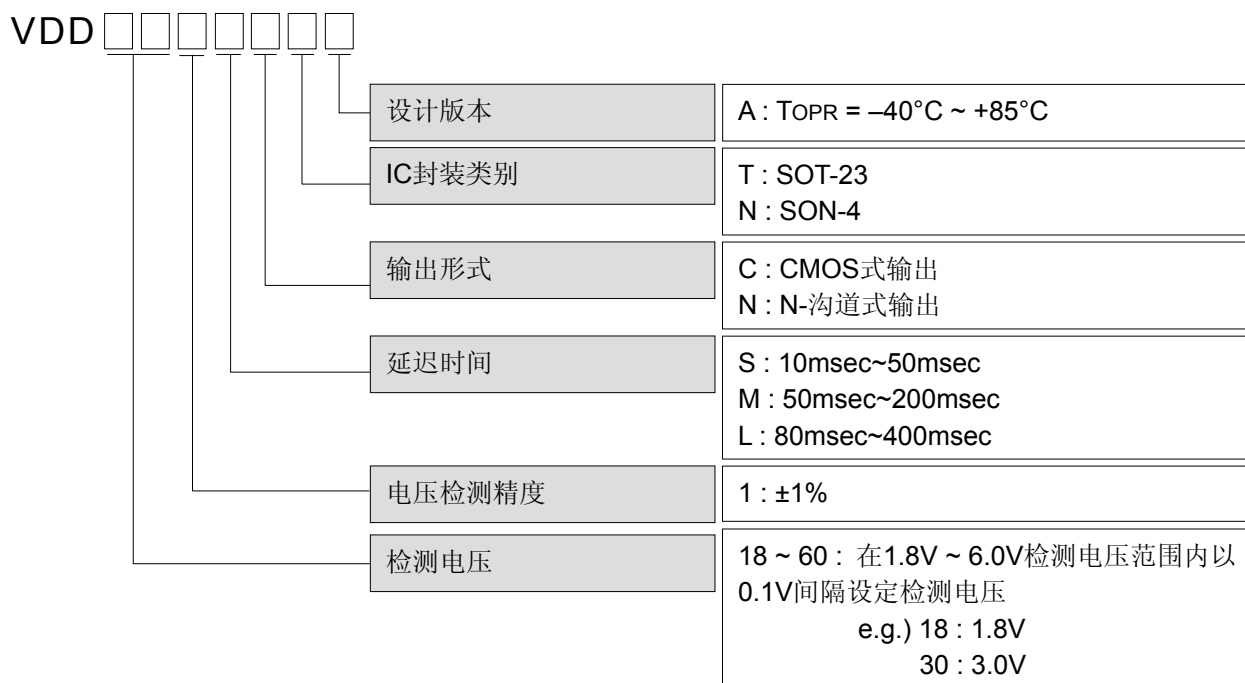 VDD
设计版本
A : TOPR = –40°C ~ +85°C
IC封装类别
T : SOT-23
N : SON-4
输出形式
C : CMOS式输出
N : N-沟道式输出
延迟时间
S : 10msec~50msec
M : 50msec~200msec
L : 80msec~400msec
电压检测精度
1 : ±1%
检测电压
18 ~ 60 : 在1.8V ~ 6.0V检测电压范围内以
0.1V间隔设定检测电压
e.g.) 18 : 1.8V
30 : 3.0V